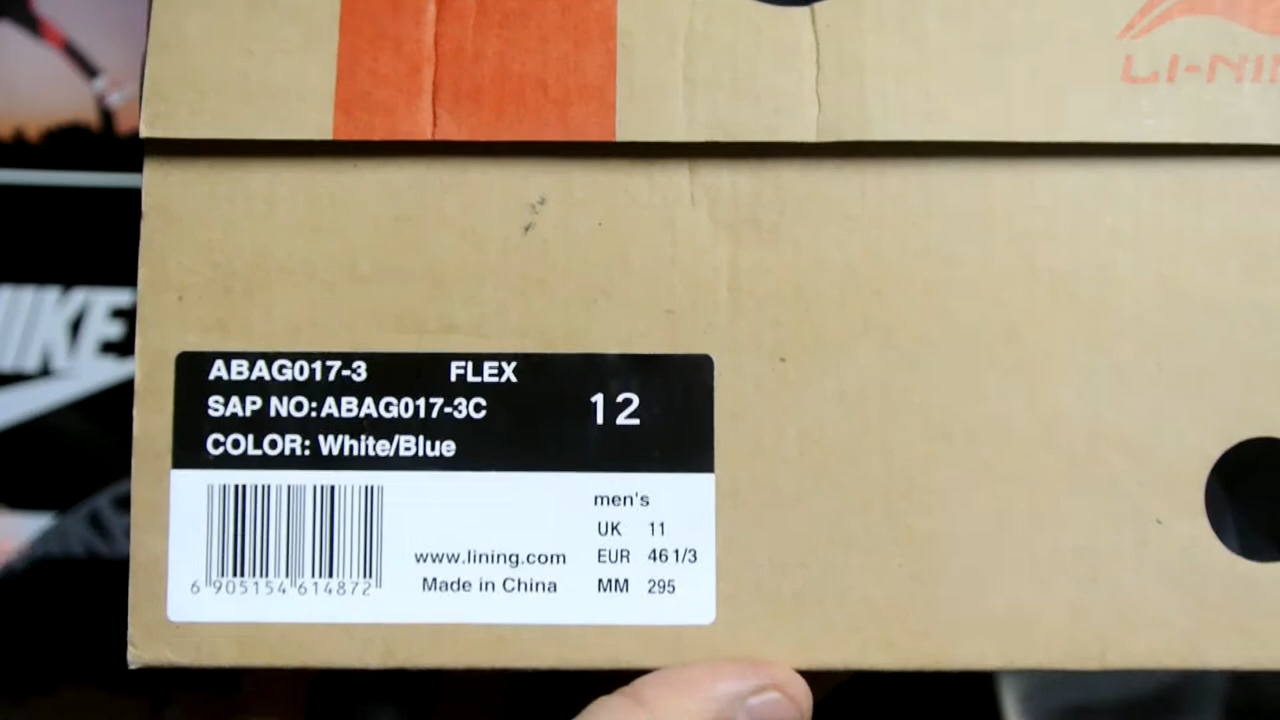 LI-NIN
NIKE
ABAG017-3 FLEX
SAP NO: ABAG017-3C 12
COLOR: White/Blue
men's
UK 11
www.lining.com EUR 46 1/3
Made in China MM 295
6 905154 614872